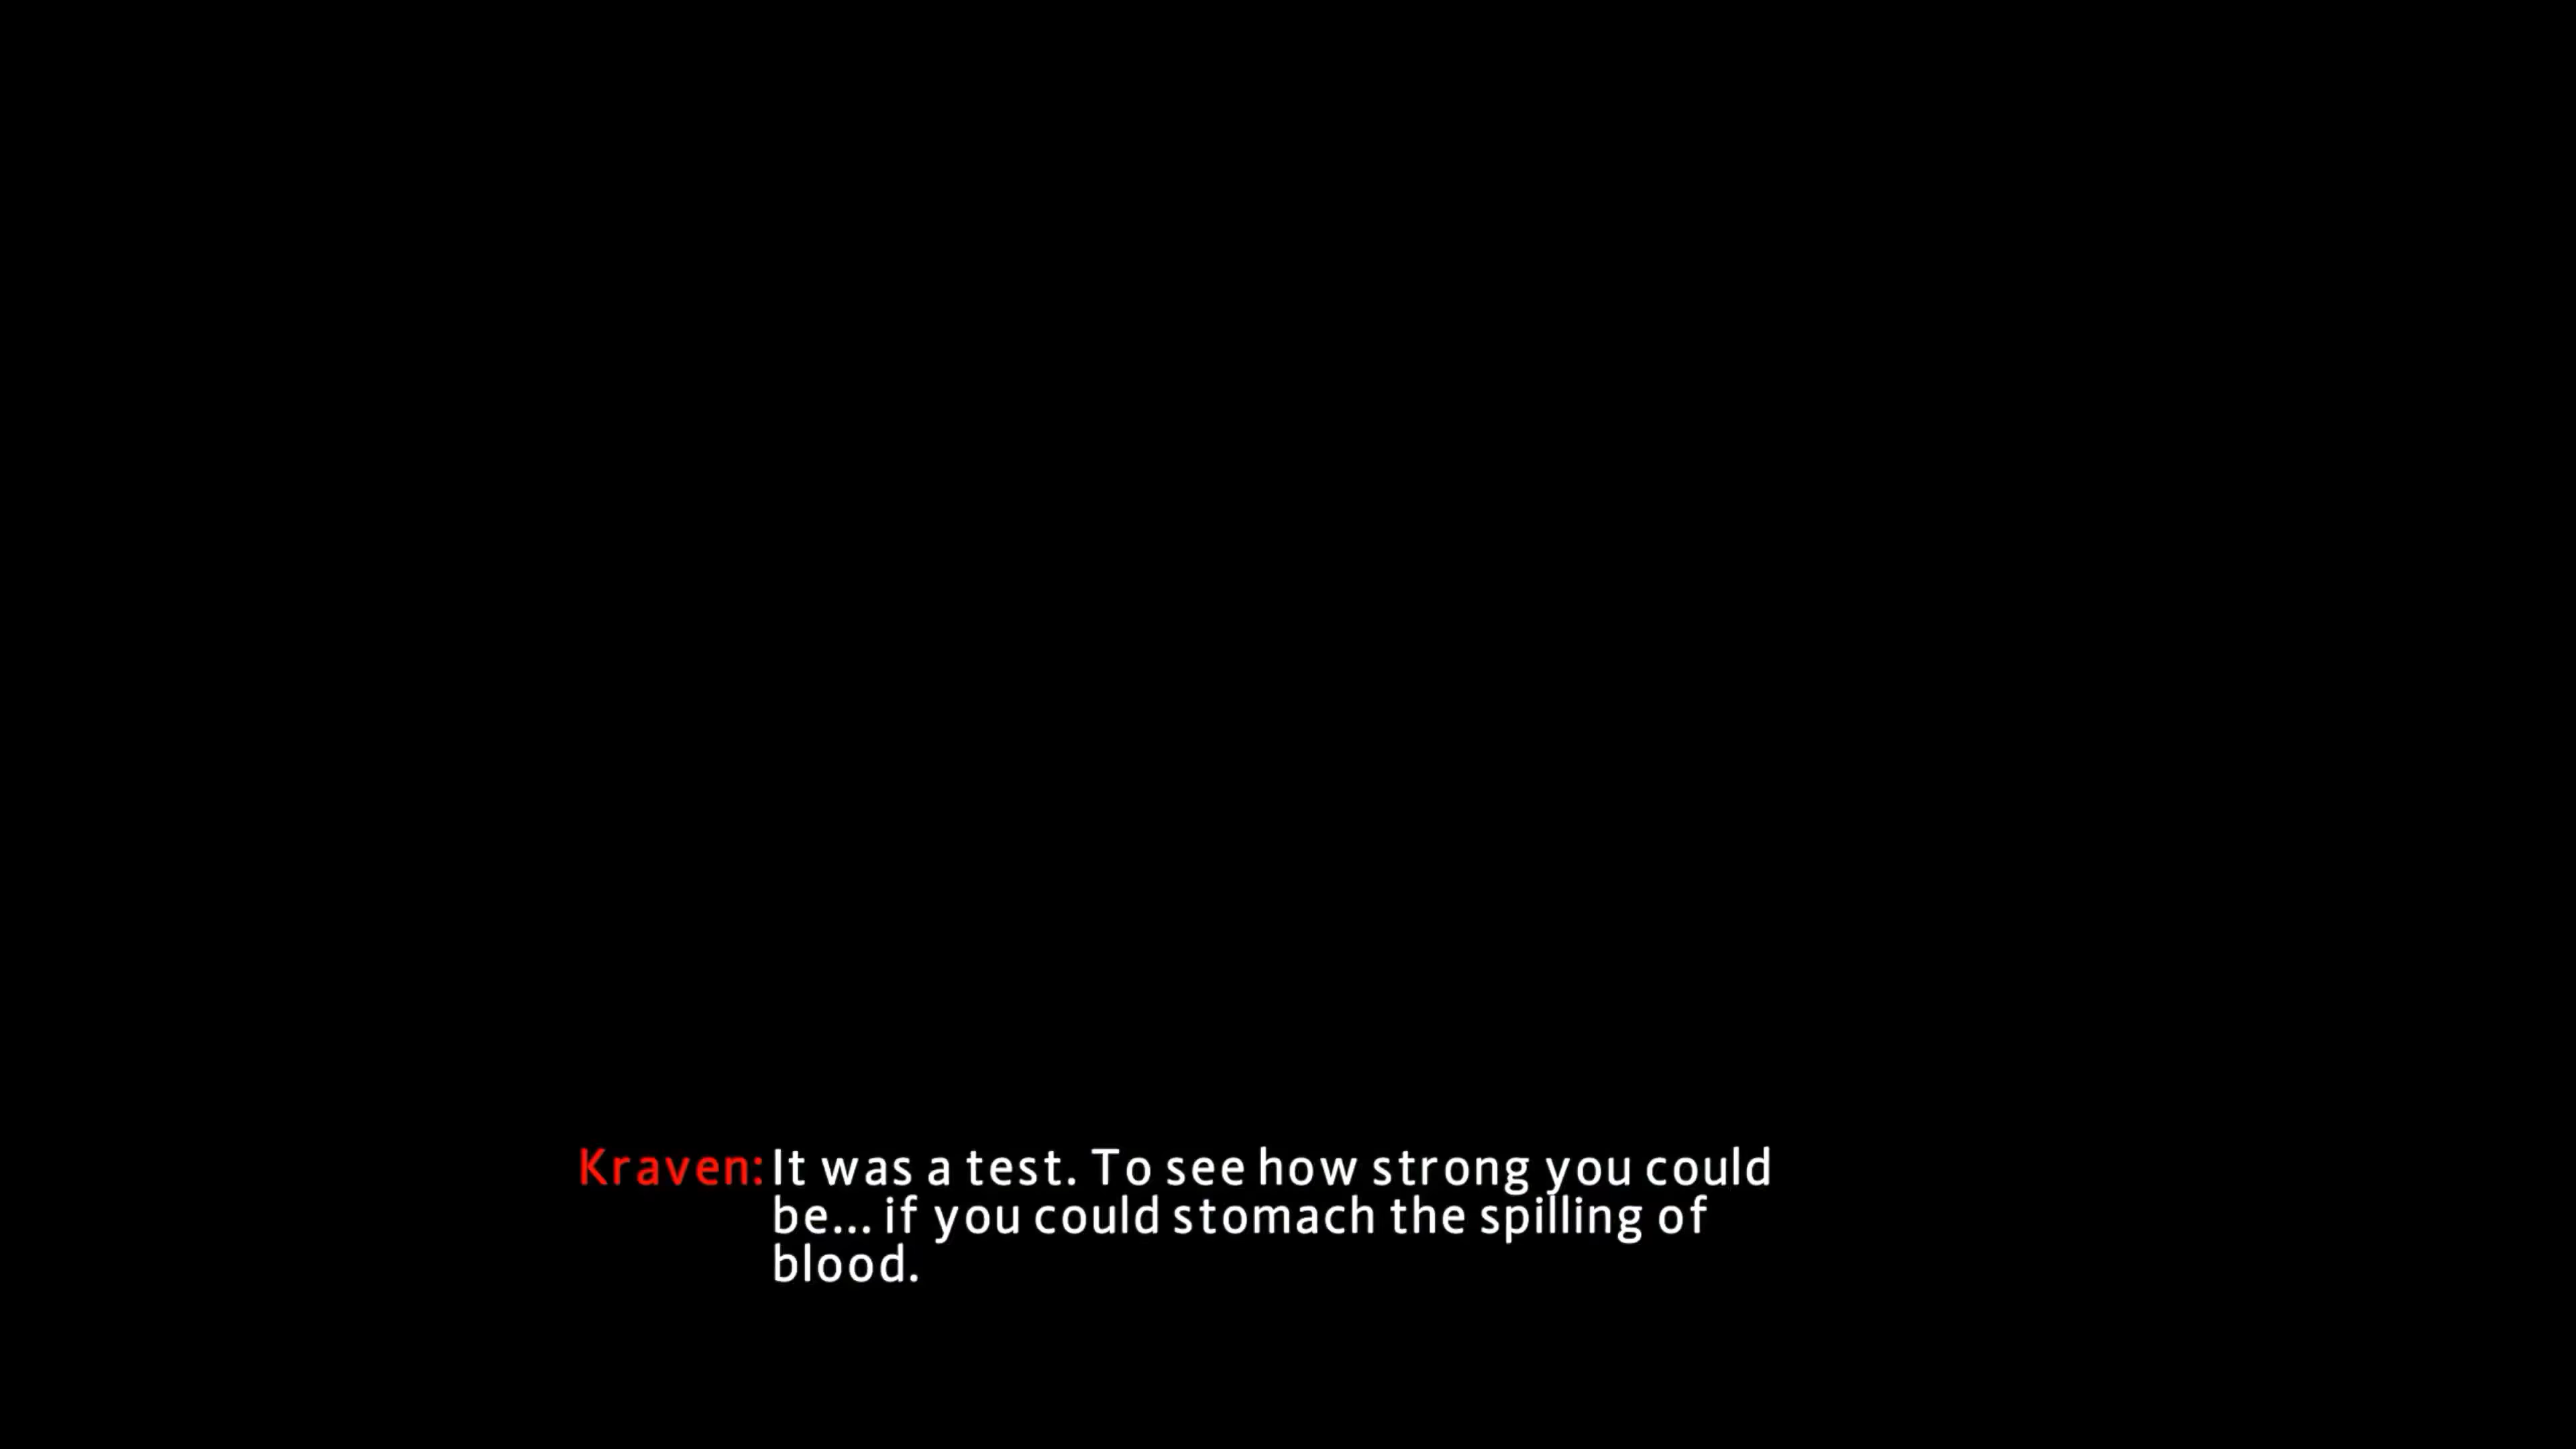 Kraven: It was a test. To see how strong you could
be... if you could stomach the spilling of
blood.